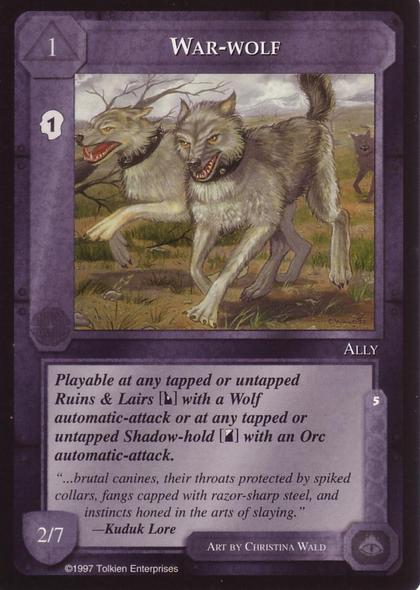 1
WAR-WOLF
1
ALLY
Playable at any tapped or untapped
Ruins & Lairs [] with a Wolf
automatic-attack or at any tapped or
untapped Shadow-hold [] with an Orc
automatic-attack.
5
“...brutal canines, their throats protected by spiked
collars, fangs capped with razor-sharp steel, and
instincts honed in the arts of slaying.”
—Kuduk Lore
2/7
ART BY CHRISTINA WALD
©1997 Tolkien Enterprises